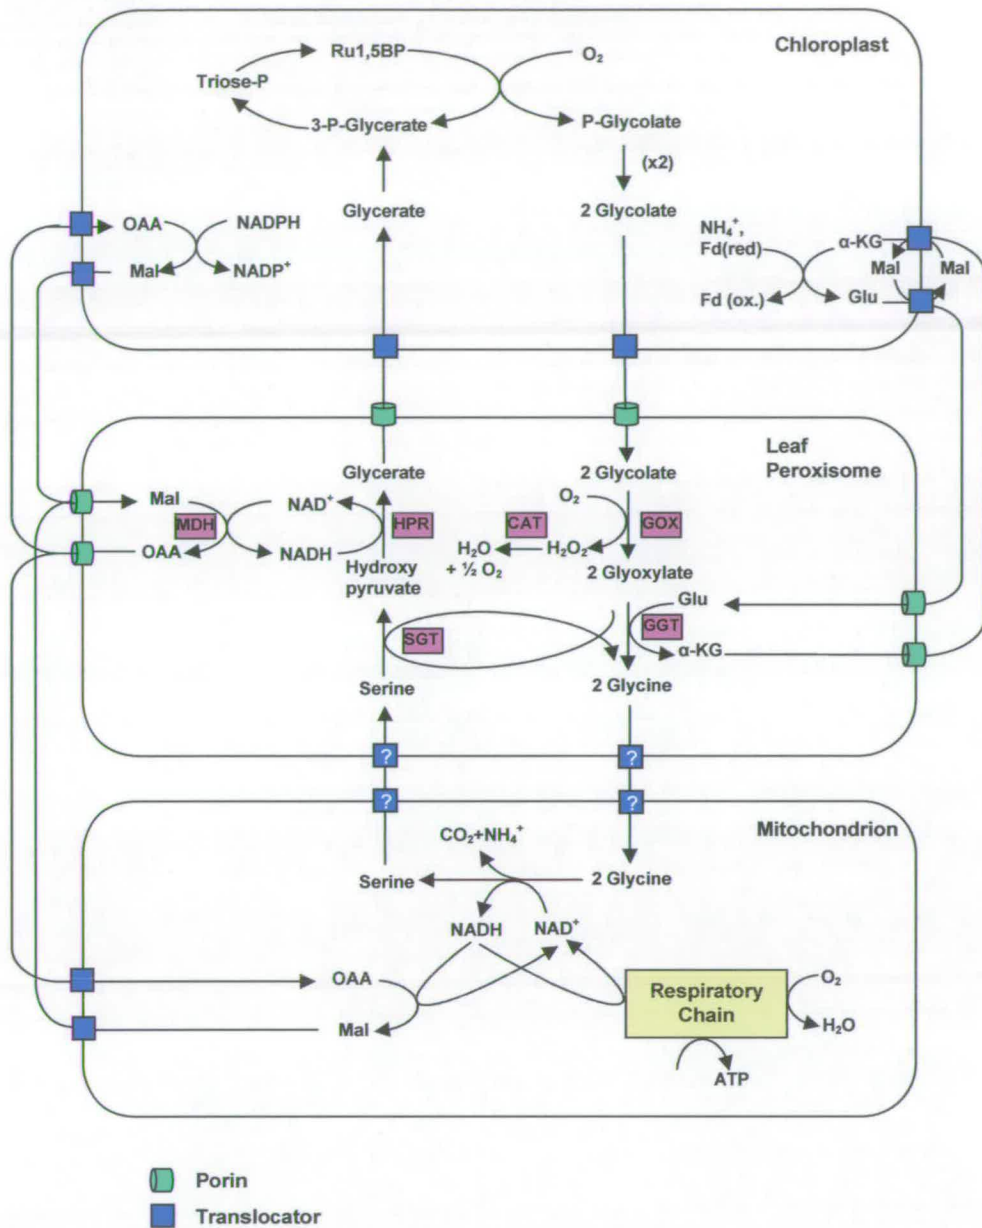 Chloroplast
Ru1,5BP
O2
Triose-P
3-P-Glycerate
P-Glycolate
(x2)
Glycerate
2 Glycolate
OAA
NADPH
Mal
NADP+
NH4+,
Fd(red)
α-KG
Mal
Mal
Fd (ox.)
Glu
Leaf
Peroxisome
Glycerate
2 Glycolate
Mal
NAD+
O2
MDH
HPR
CAT
GOX
OAA
NADH
H2O
+ ½ O2
H2O2
Hydroxy
pyruvate
2 Glyoxylate
Glu
SGT
GGT
α-KG
Serine
2 Glycine
?
?
?
?
Mitochondrion
CO2+NH4+
Serine
2 Glycine
NADH
NAD+
OAA
Mal
Respiratory
Chain
O2
H2O
ATP
Porin
Translocator